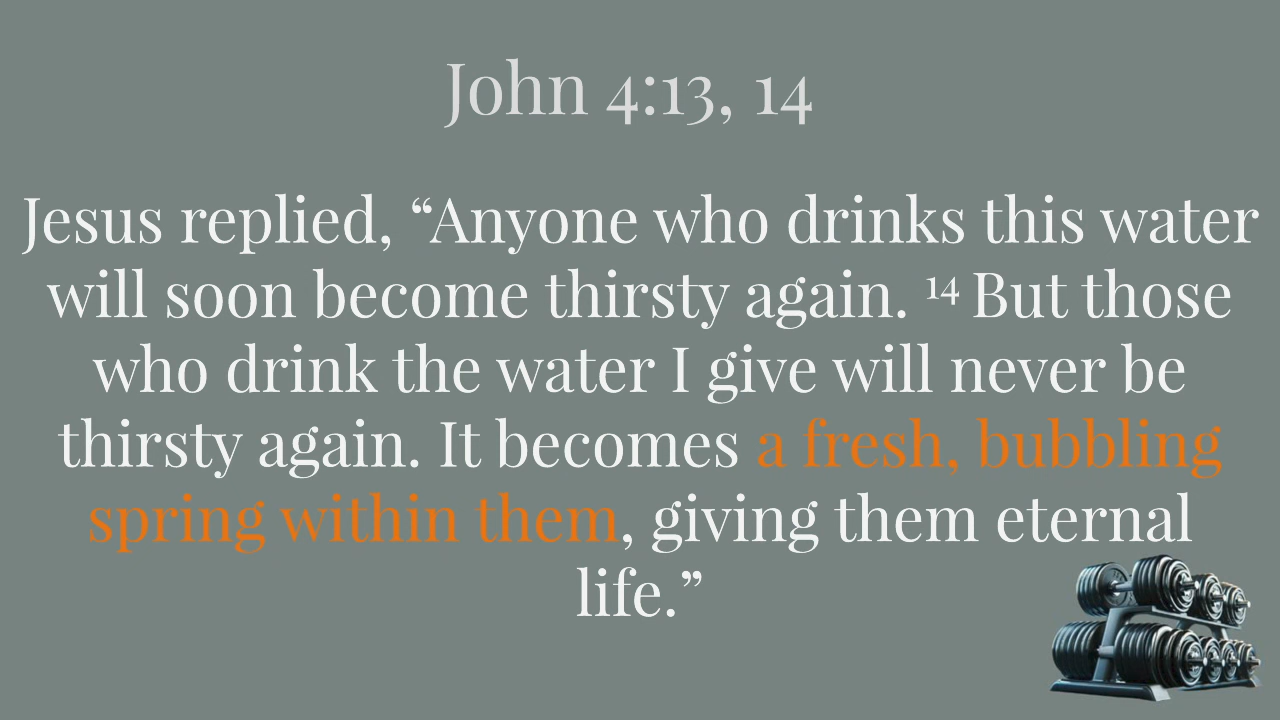 John 4:13, 14
Jesus replied, “Anyone who drinks this water
will soon become thirsty again. ¹⁴ But those
who drink the water I give will never be
thirsty again. It becomes a fresh, bubbling
spring within them, giving them eternal
life.”